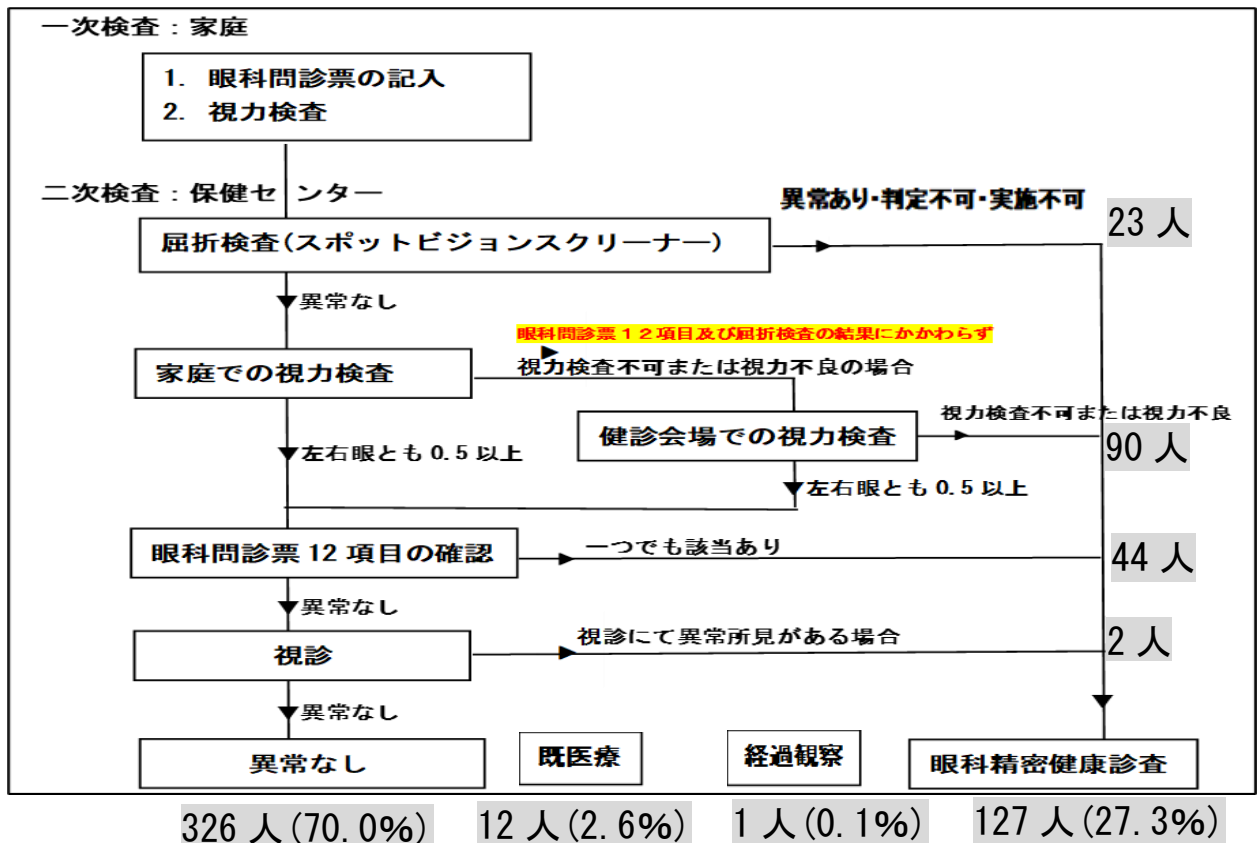 一次検査：家庭
1. 眼科問診票の記入
2. 視力検査
二次検査：保健センター
異常あり・判定不可・実施不可
23 人
屈折検査(スポットビジョンスクリーナー)
異常なし
眼科問診票１２項目及び屈折検査の結果にかかわらず
視力検査不可または視力不良の場合
家庭での視力検査
健診会場での視力検査
視力検査不可または視力不良
90 人
左右眼とも 0.5 以上
左右眼とも 0.5 以上
眼科問診票 12 項目の確認
一つでも該当あり
44 人
異常なし
視診
視診にて異常所見がある場合
2 人
異常なし
異常なし
既医療
経過観察
眼科精密健康診査
326 人(70.0%)
12 人(2.6%)
1 人(0.1%)
127 人(27.3%)